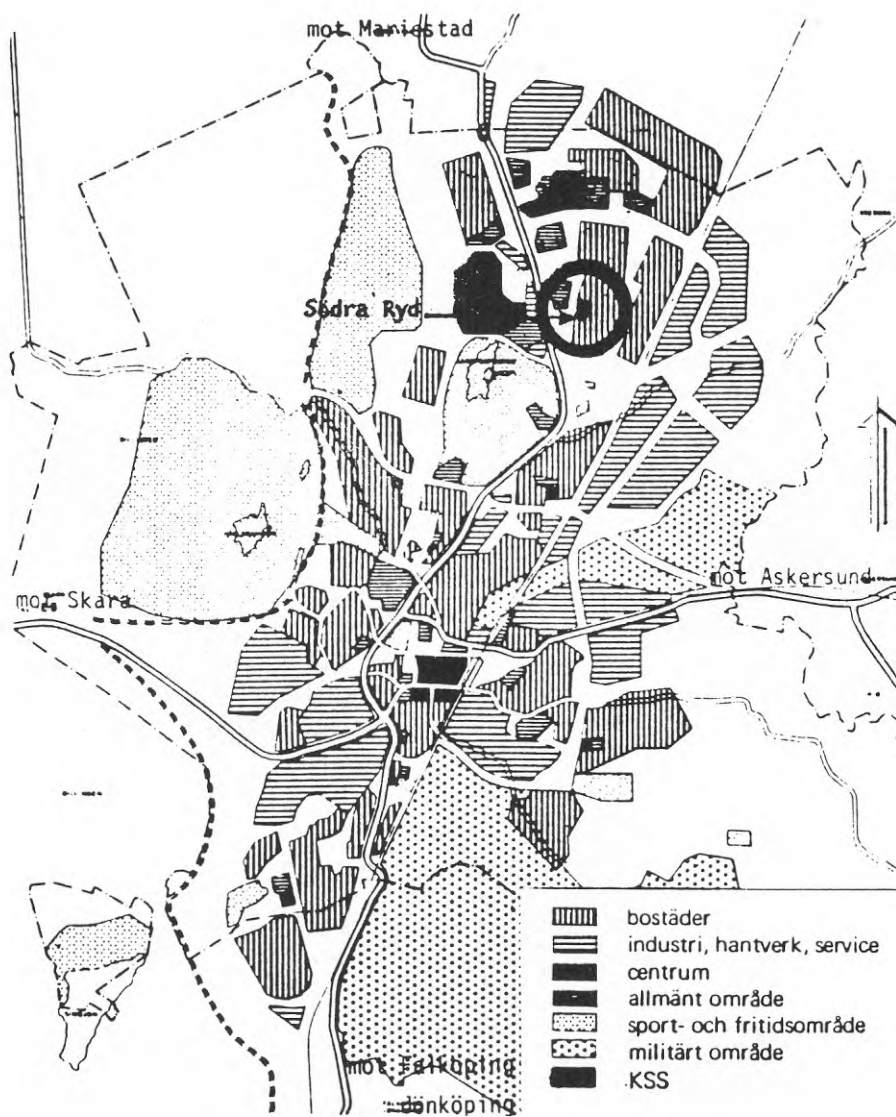 mot Mariestad
Södra Ryd
mot Askersund
mot Skara
bostäder
industri, hantverk, service
centrum
allmänt område
sport- och fritidsområde
militärt område
KSS
mot Falköping
Jönköping